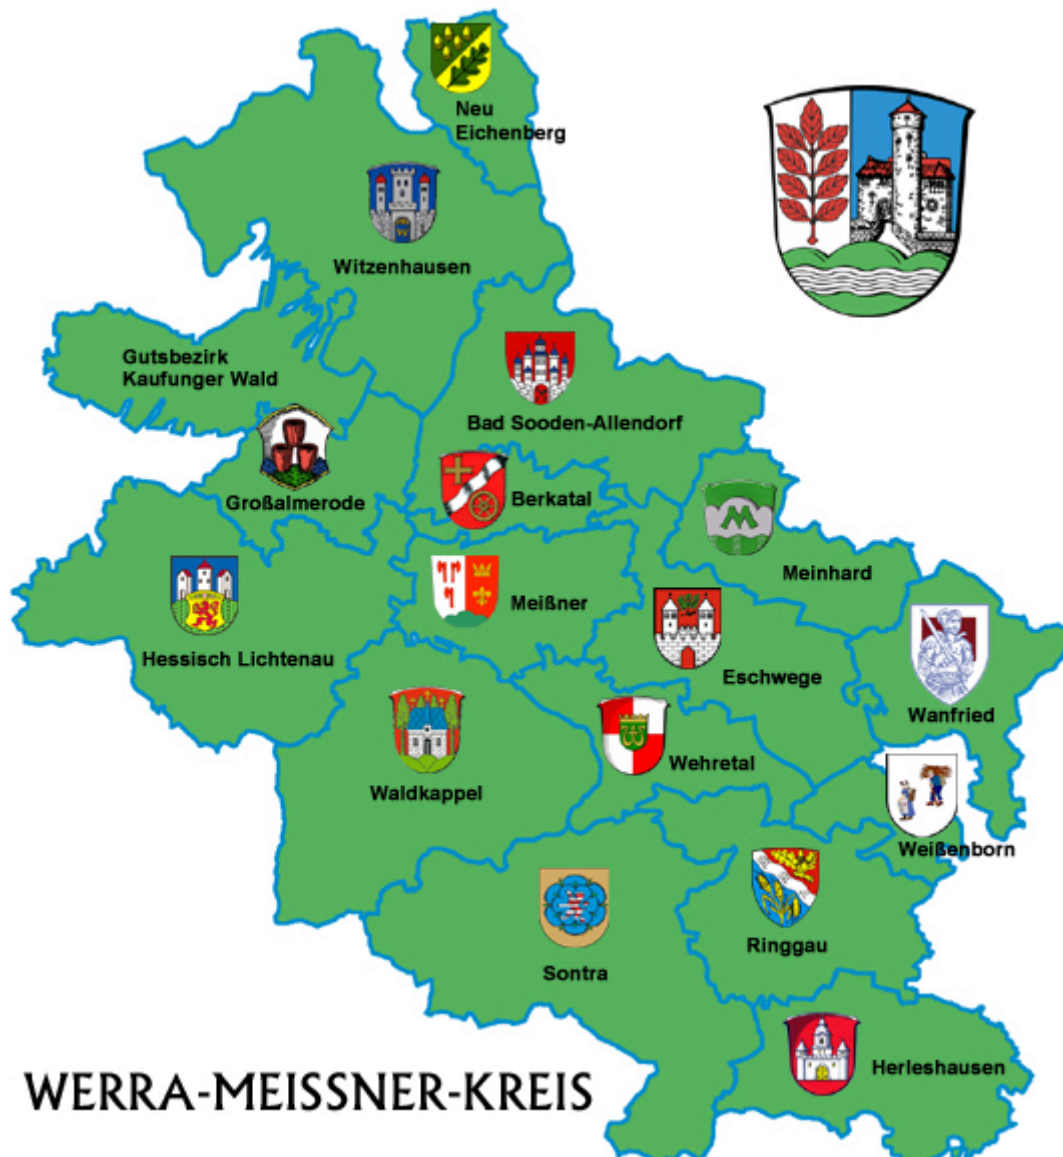 Neu
Eichenberg
Witzenhausen
Gutsbezirk
Kaufunger Wald
Bad Sooden-Allendorf
Großalmerode
Berkatal
Meinhard
Meißner
Hessisch Lichtenau
Eschwege
Wanfried
Wehretal
Waldkappel
Weißenborn
Ringgau
Sontra
Herleshausen
WERRA-MEISSNER-KREIS
M